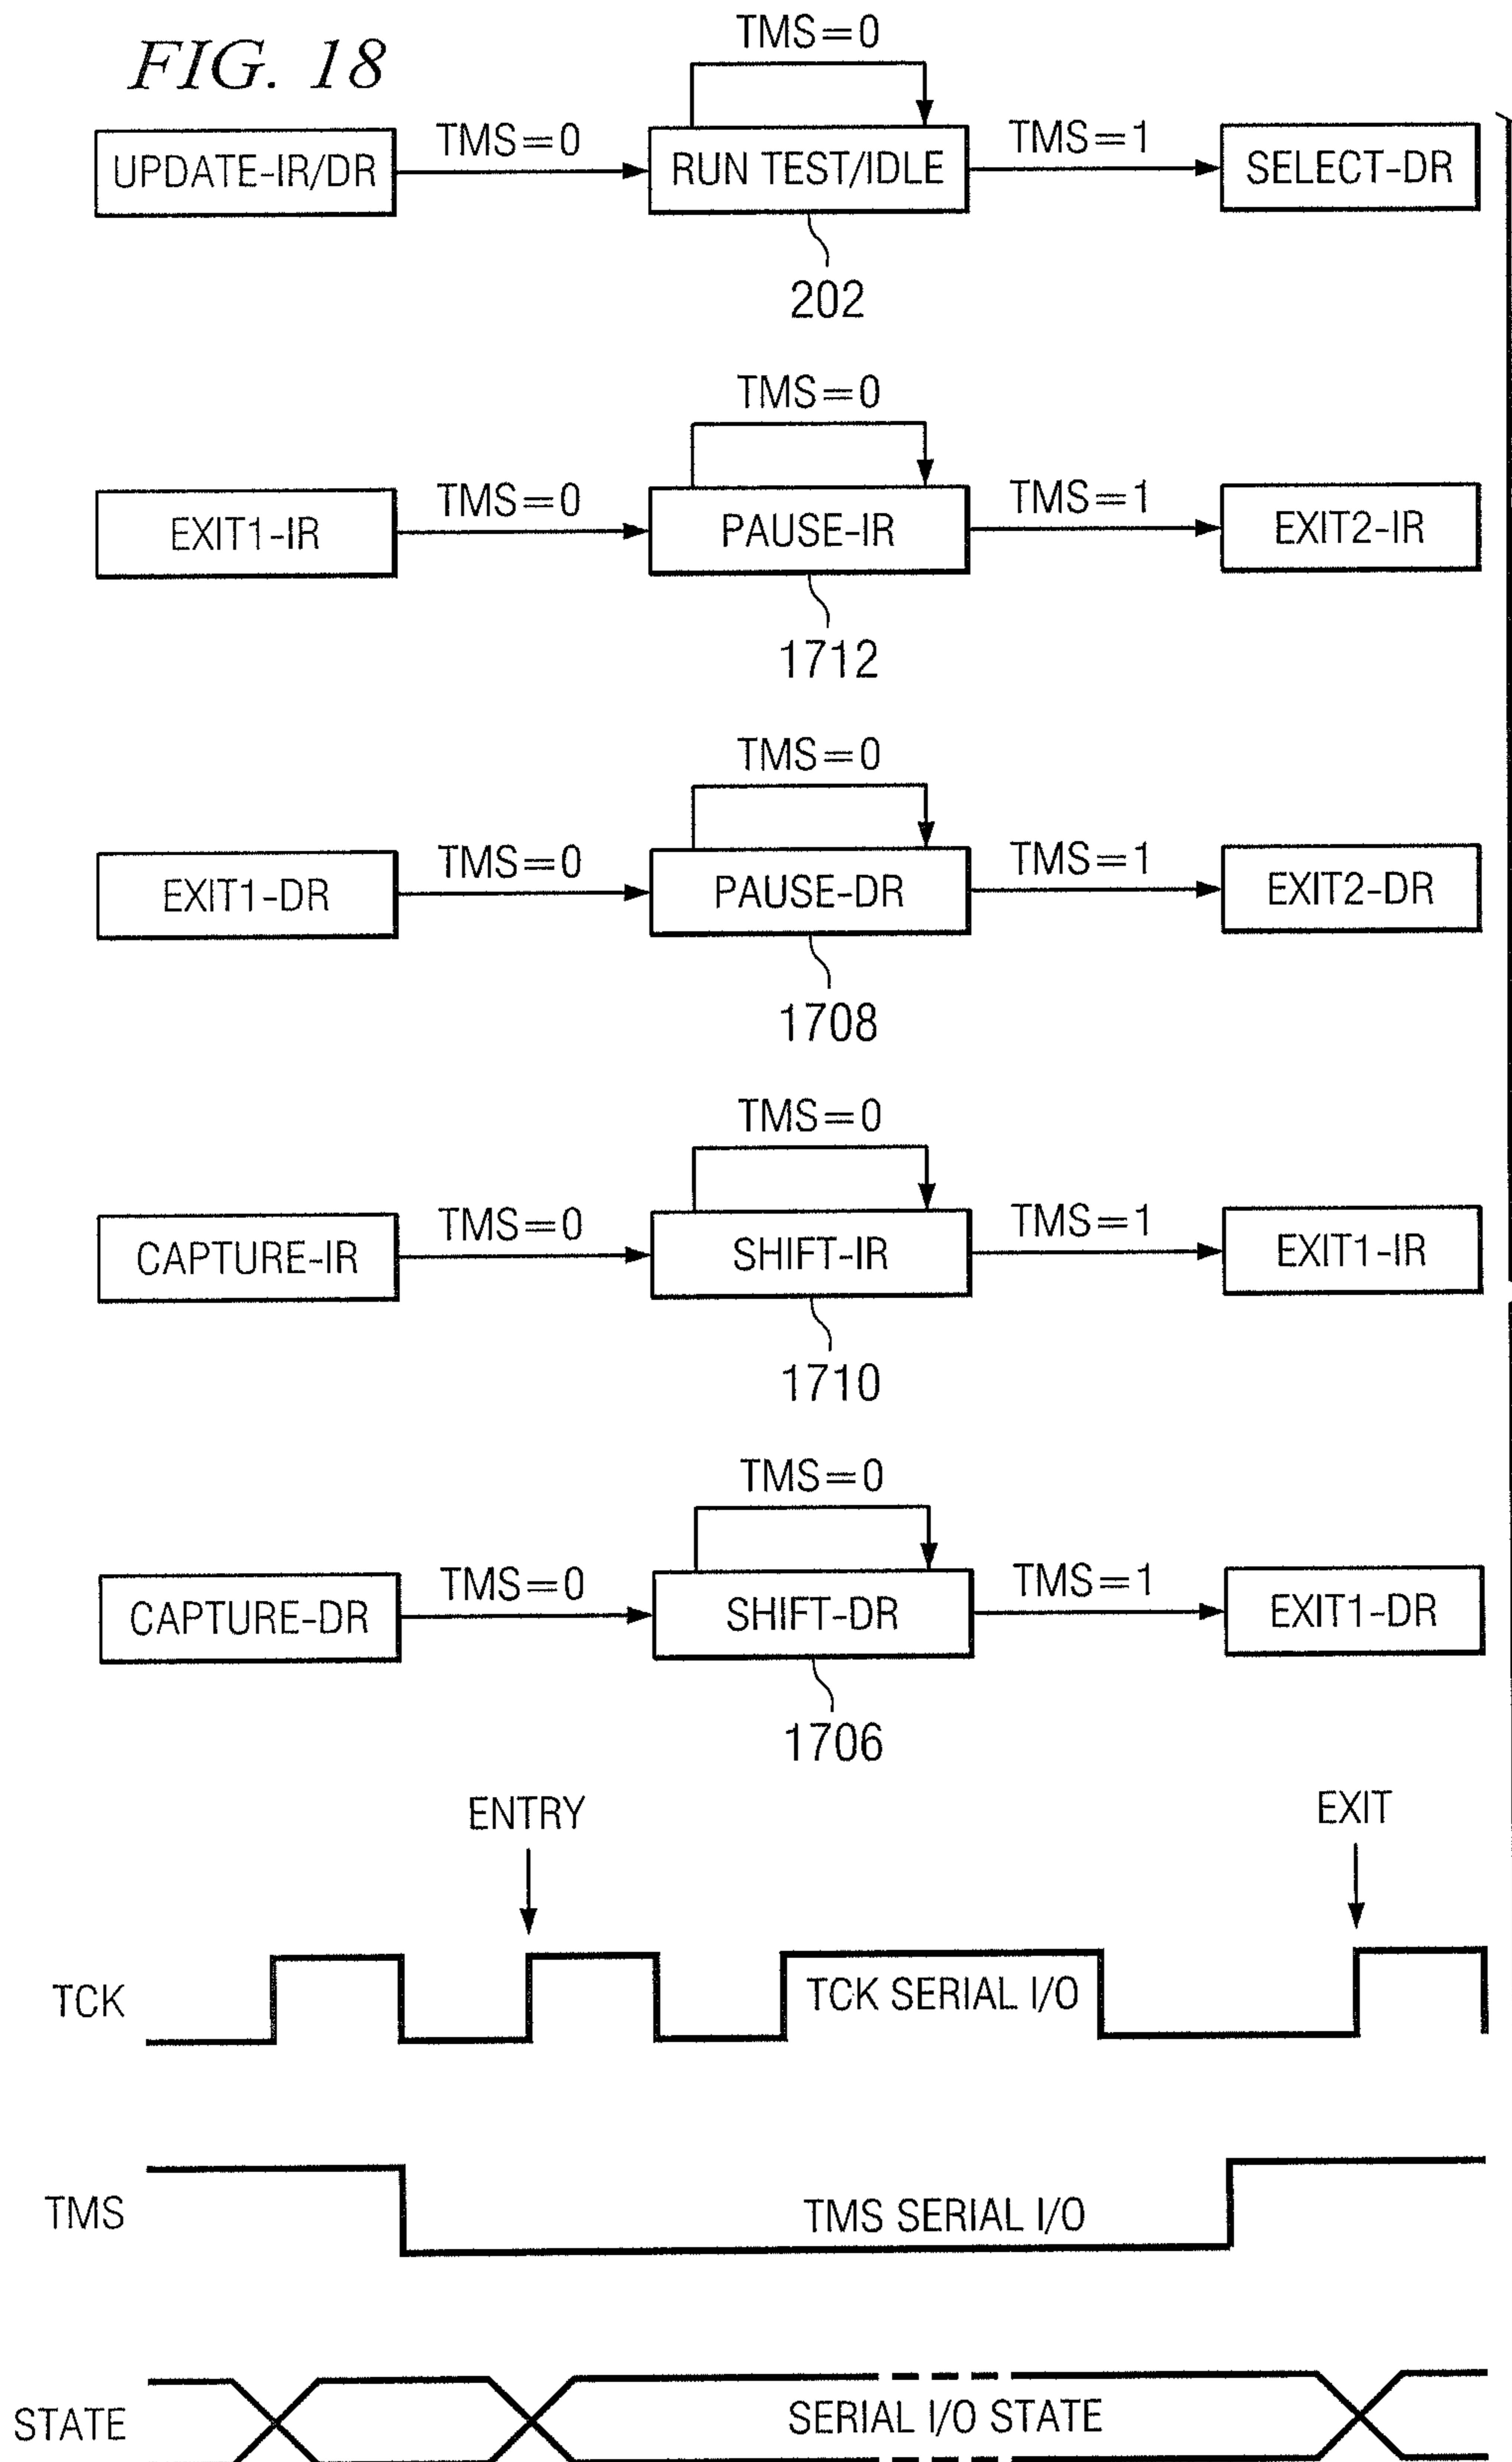 FIG. 18
TMS=0
UPDATE-IR/DR
TMS=0
RUN TEST/IDLE
TMS=1
SELECT-DR
202
TMS=0
EXIT1-IR
TMS=0
PAUSE-IR
TMS=1
EXIT2-IR
1712
TMS=0
EXIT1-DR
TMS=0
PAUSE-DR
TMS=1
EXIT2-DR
1708
TMS=0
CAPTURE-IR
TMS=0
SHIFT-IR
TMS=1
EXIT1-IR
1710
TMS=0
CAPTURE-DR
TMS=0
SHIFT-DR
TMS=1
EXIT1-DR
1706
ENTRY
EXIT
TCK
TCK SERIAL I/O
TMS
TMS SERIAL I/O
STATE
SERIAL I/O STATE